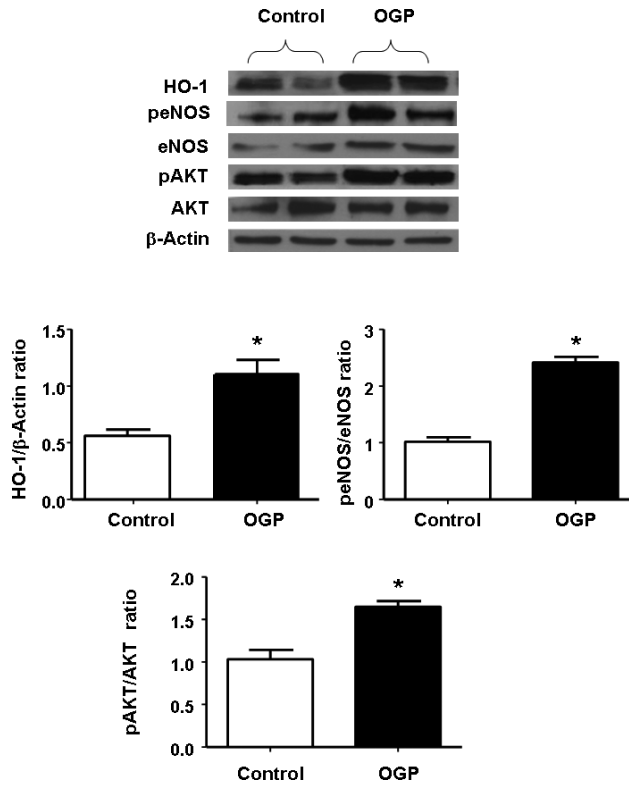 Control OGP
HO-1
peNOS
eNOS
pAKT
AKT
β-Actin
HO-1/β-Actin ratio
1.5
1.0
0.5
0.0
*
Control OGP
peNOS/eNOS ratio
3
2
1
0
*
Control OGP
pAKT/AKT ratio
2.0
1.5
1.0
0.5
0.0
*
Control OGP